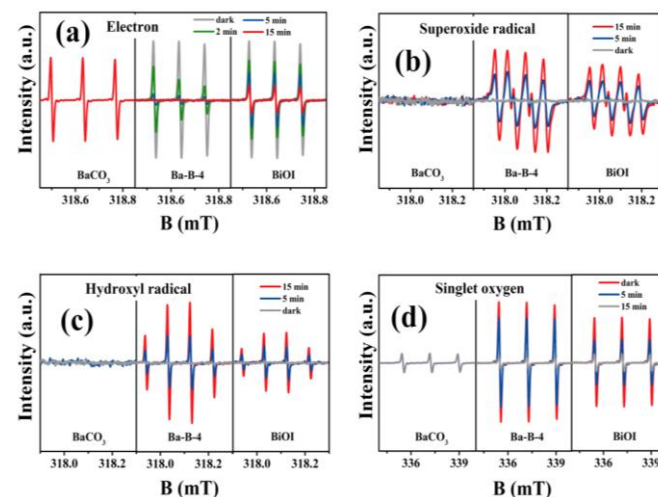 (a)
Electron
dark 5 min
2 min 15 min
Intensity (a.u.)
BaCO3 Ba-B-4 BiOI
318.6 318.8 318.6 318.8 318.6 318.8
B (mT)
(b)
Superoxide radical
15 min
5 min
dark
Intensity (a.u.)
BaCO3 Ba-B-4 BiOI
318.0 318.2 318.0 318.2 318.0 318.2
B (mT)
(c)
Hydroxyl radical
15 min
5 min
dark
Intensity (a.u.)
BaCO3 Ba-B-4 BiOI
318.0 318.2 318.0 318.2 318.0 318.2
B (mT)
(d)
Singlet oxygen
dark
5 min
15 min
Intensity (a.u.)
BaCO3 Ba-B-4 BiOI
336 339 336 339 336 339
B (mT)